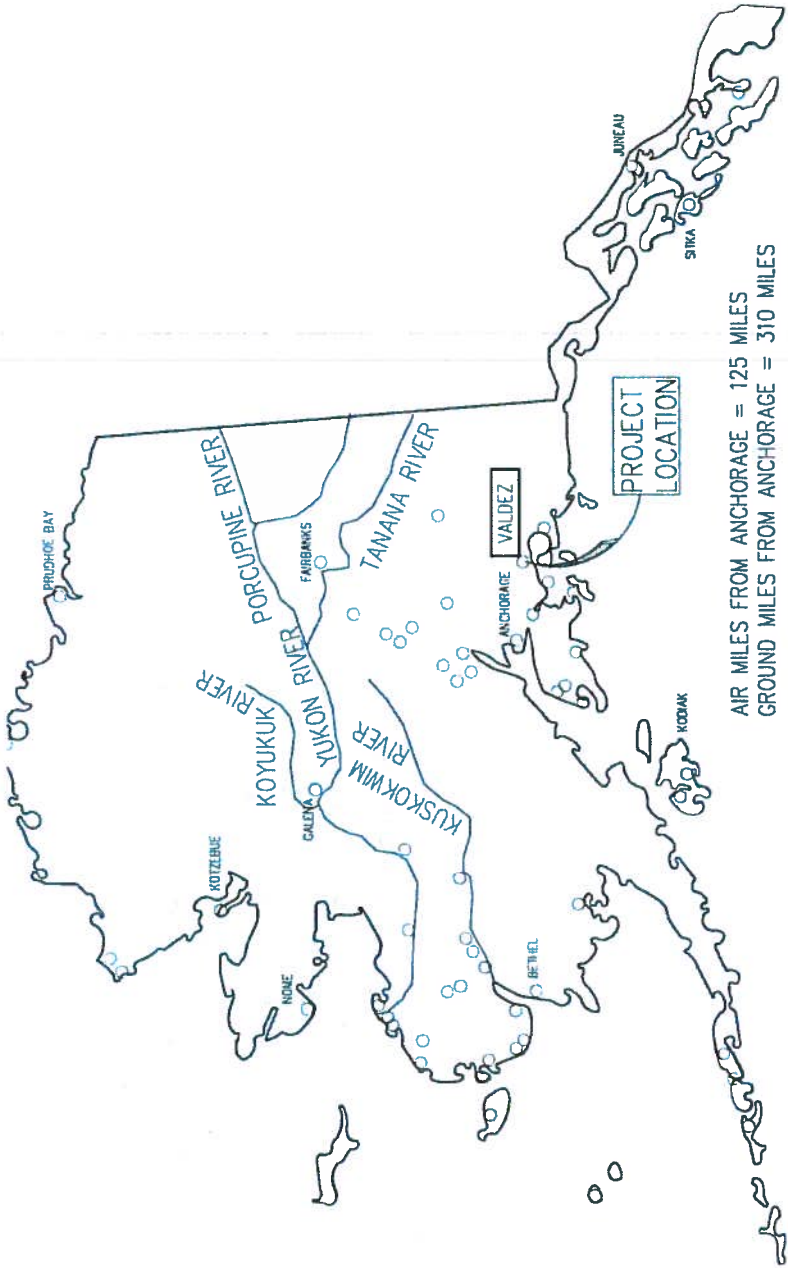 PRUDHOE BAY
KOTZEBUE
NOME
KOYUKUK
RIVER
PORCUPINE RIVER
YUKON RIVER
GALENA
FAIRBANKS
TANANA RIVER
KUSKOKWIM
RIVER
BETHEL
ANCHORAGE
VALDEZ
JUNEAU
SITKA
KODIAK
PROJECT
LOCATION
AIR MILES FROM ANCHORAGE = 125 MILES
GROUND MILES FROM ANCHORAGE = 310 MILES